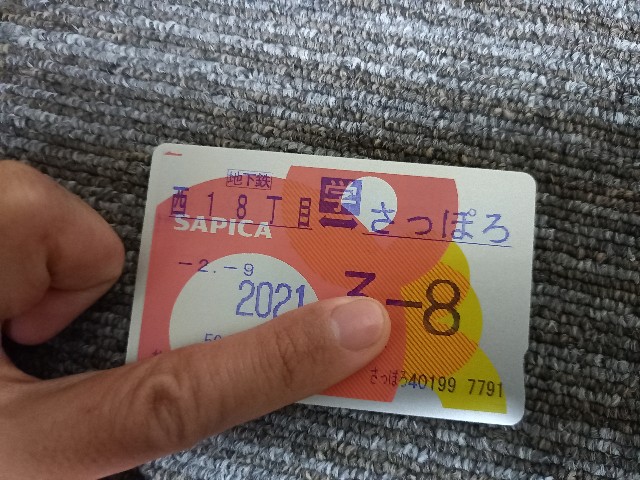 地下鉄
西18丁目 学 さっぽろ
SAPICA
-2.-9
2021 3-8
さっぽろ40199 7791